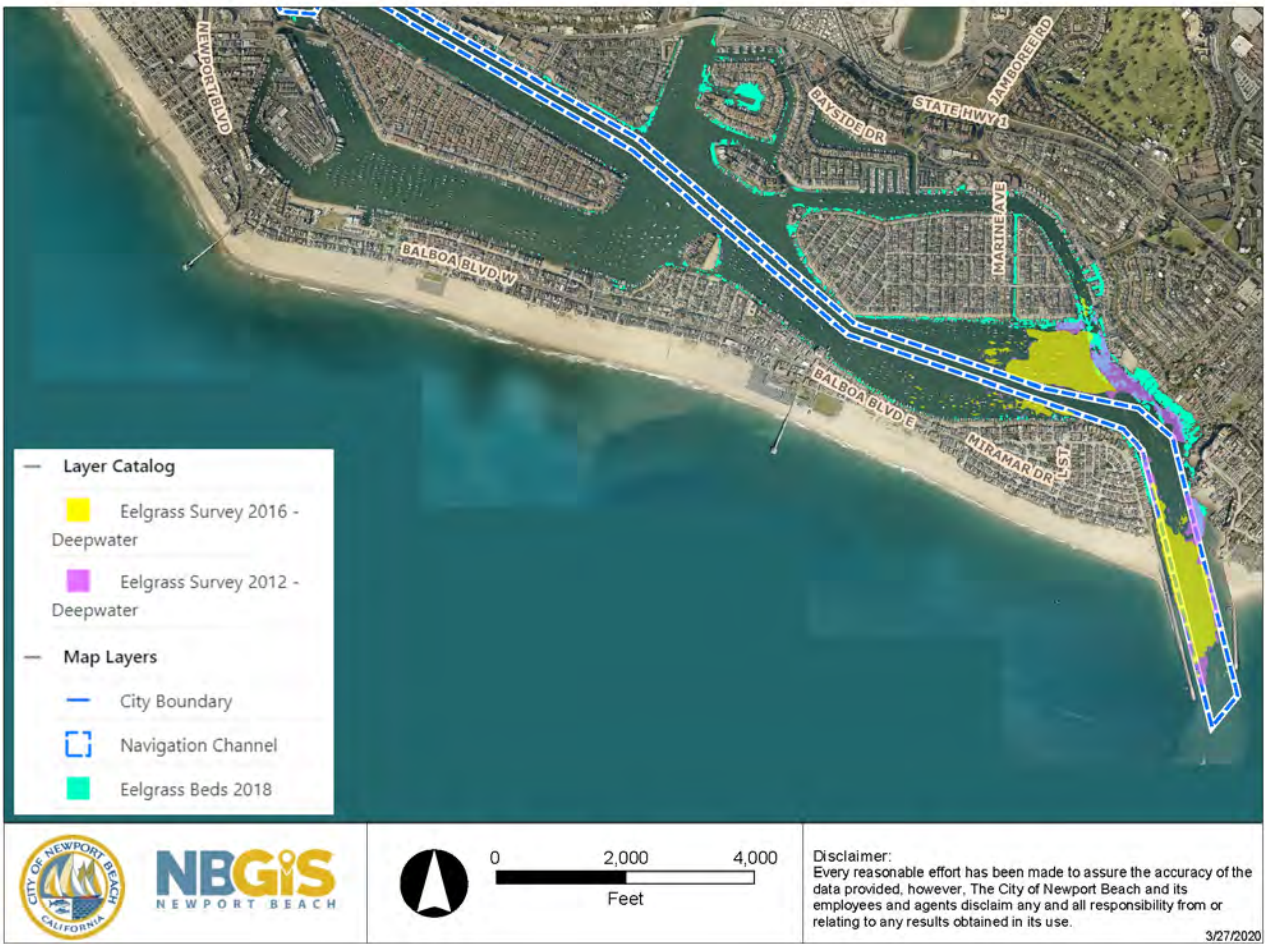 NEWPORT BLVD
JAMBOREE RD
STATE HWY 1
BAYSIDE DR
MARINE AVE
BALBOA BLVD W
BALBOA BLVD E
MIRAMAR DR
L ST
Layer Catalog
Eelgrass Survey 2016 -
Deepwater
Eelgrass Survey 2012 -
Deepwater
Map Layers
City Boundary
Navigation Channel
Eelgrass Beds 2018
CITY OF NEWPORT BEACH
CALIFORNIA
NBGIS
NEWPORT BEACH
0 2,000 4,000
Feet
Disclaimer:
Every reasonable effort has been made to assure the accuracy of the
data provided, however, The City of Newport Beach and its
employees and agents disclaim any and all responsibility from or
relating to any results obtained in its use.
3/27/2020